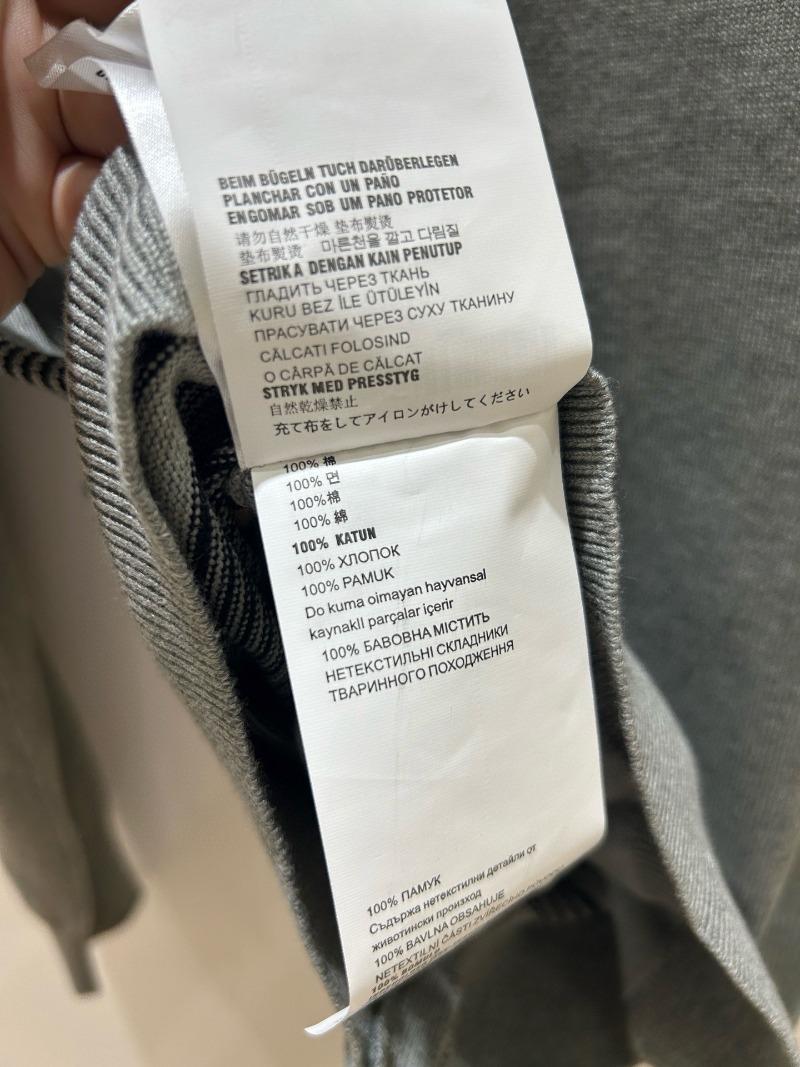 BEIM BÜGELN TUCH DARÜBERLEGEN
PLANCHAR CON UN PAÑO
ENGOMAR SOB UM PANO PROTETOR
请勿自然干燥 垫布熨烫
垫布熨烫 마른천을 깔고 다림질
SETRIKA DENGAN KAIN PENUTUP
ГЛАДИТЬ ЧЕРЕЗ ТКАНЬ
KURU BEZ İLE ÜTÜLEYİN
ПРАСУВАТИ ЧЕРЕЗ СУХУ ТКАНИНУ
CĂLCATI FOLOSIND
O CÂRPĂ DE CĂLCAT
STRYK MED PRESSTYG
自然乾燥禁止
充て布をしてアイロンがけしてください
100% 棉
100% 면
100%棉
100% 綿
100% KATUN
100% ХЛОПОК
100% PAMUK
Do kuma olmayan hayvansal
kaynakll parçalar içerir
100% БАВОВНА МІСТИТЬ
НЕТЕКСТИЛЬНІ СКЛАДНИКИ
ТВАРИННОГО ПОХОДЖЕННЯ
100% ПАМУК
Съдържа нетекстилни детайли от
животински произход
100% BAVLNA OBSAHUJE
NETEXTILNÍ ČÁSTI ZVÍŘECÍHO